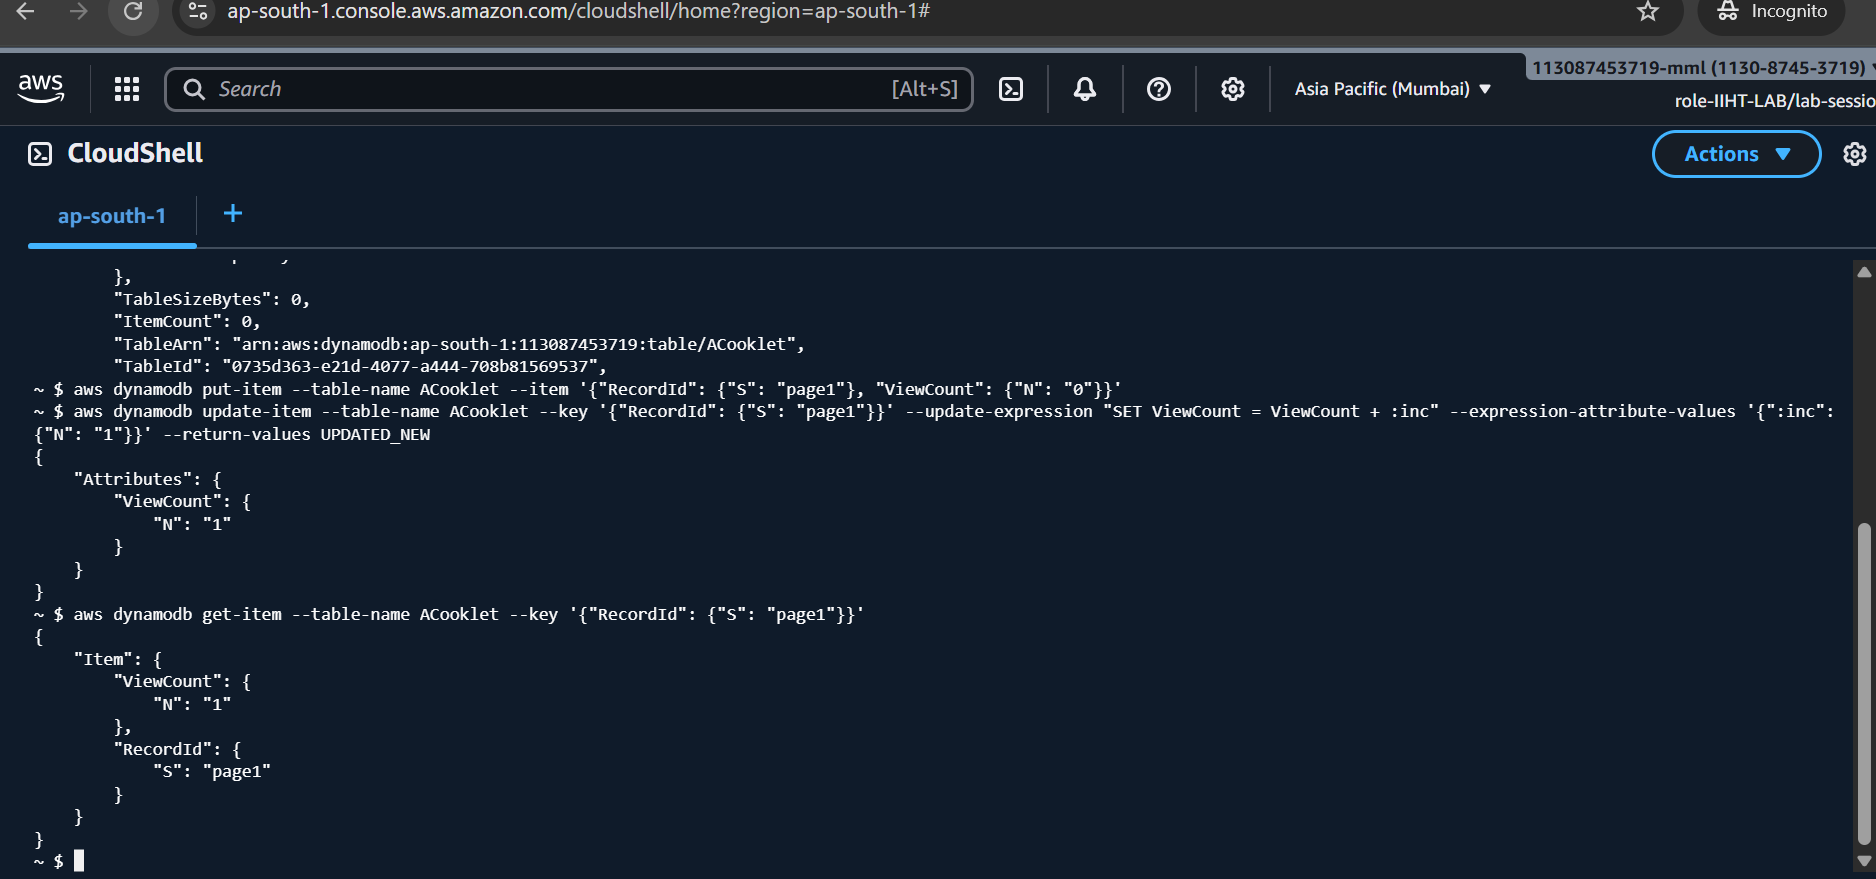 ap-south-1.console.aws.amazon.com/cloudshell/home?region=ap-south-1#
Incognito
aws
Search
[Alt+S]
Asia Pacific (Mumbai)
113087453719-mml (1130-8745-3719)
role-IIHT-LAB/lab-sessio
CloudShell
Actions
ap-south-1
+
},
"TableSizeBytes": 0,
"ItemCount": 0,
"TableArn": "arn:aws:dynamodb:ap-south-1:113087453719:table/ACooklet",
"TableId": "0735d363-e21d-4077-a444-708b81569537",
~ $ aws dynamodb put-item --table-name ACooklet --item '{"RecordId": {"S": "page1"}, "ViewCount": {"N": "0"}}'
~ $ aws dynamodb update-item --table-name ACooklet --key '{"RecordId": {"S": "page1"}}' --update-expression "SET ViewCount = ViewCount + :inc" --expression-attribute-values '{":inc":
{"N": "1"}}' --return-values UPDATED_NEW
{
"Attributes": {
"ViewCount": {
"N": "1"
}
}
}
~ $ aws dynamodb get-item --table-name ACooklet --key '{"RecordId": {"S": "page1"}}'
{
"Item": {
"ViewCount": {
"N": "1"
},
"RecordId": {
"S": "page1"
}
}
}
~ $